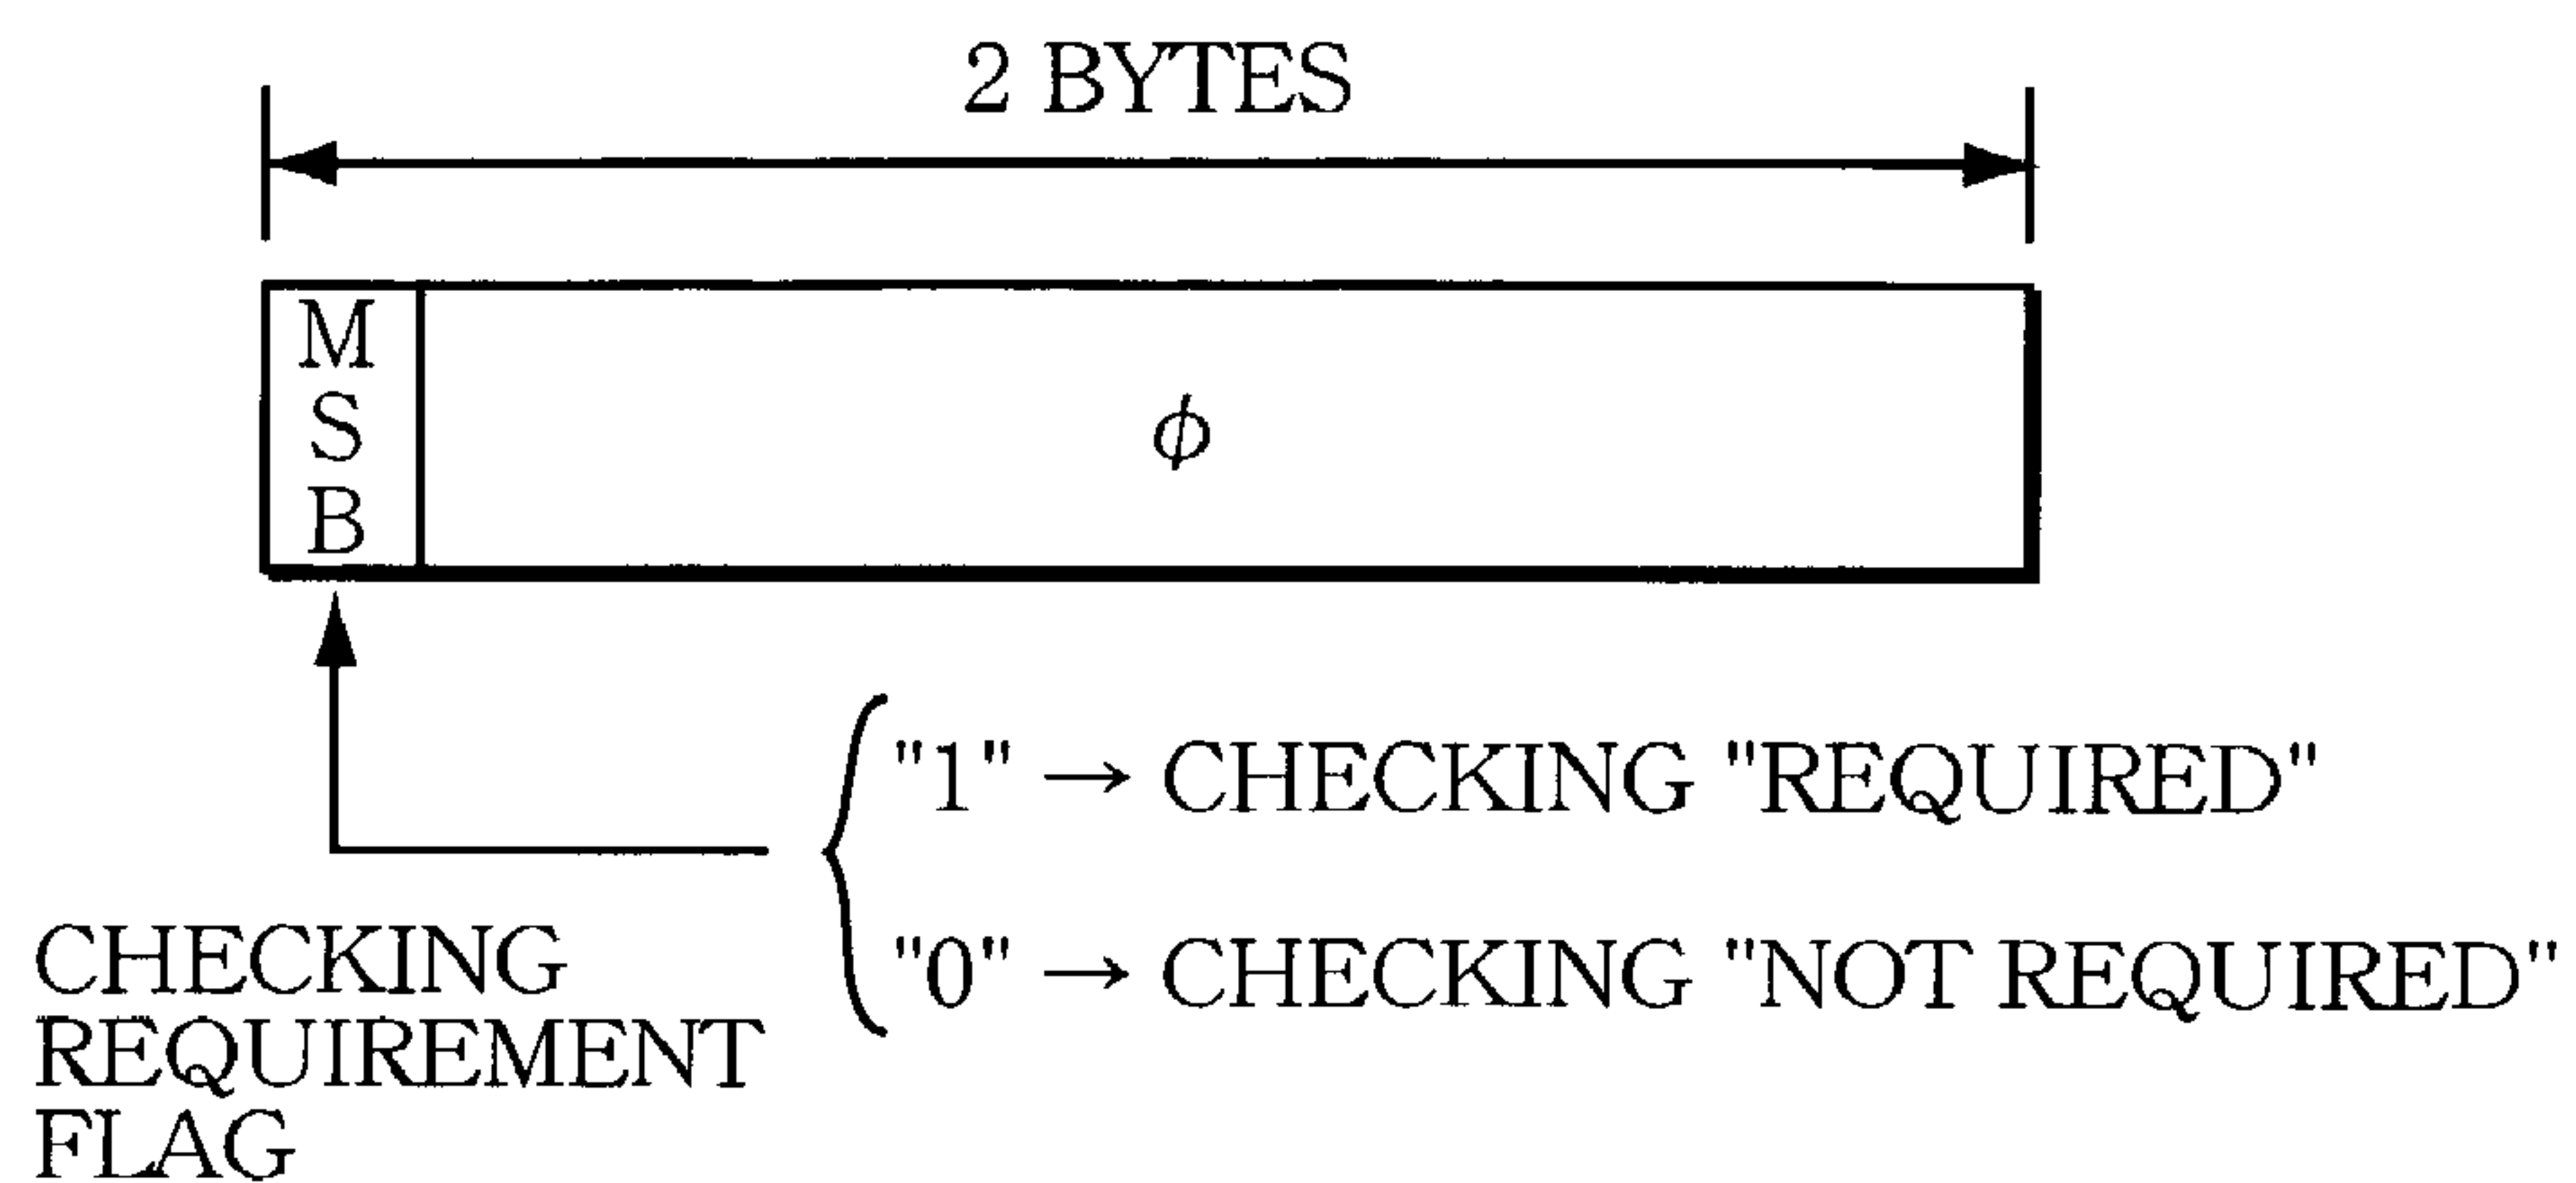 2 BYTES
M
S
B
ϕ
"1" → CHECKING "REQUIRED"
"0" → CHECKING "NOT REQUIRED"
CHECKING
REQUIREMENT
FLAG